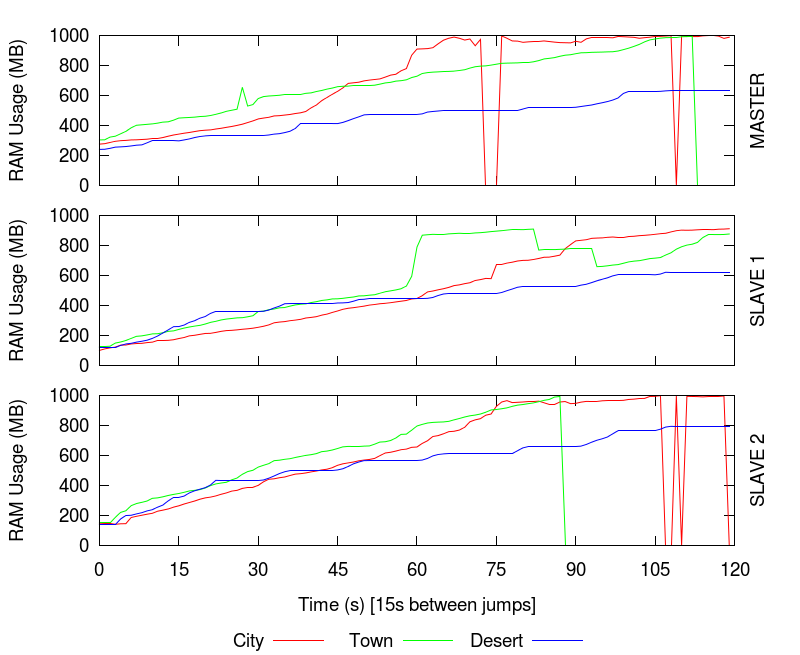 1000
800
600
400
200
0
RAM Usage (MB)
MASTER
1000
800
600
400
200
0
RAM Usage (MB)
SLAVE 1
1000
800
600
400
200
0
RAM Usage (MB)
SLAVE 2
0 15 30 45 60 75 90 105 120
Time (s) [15s between jumps]
City Town Desert